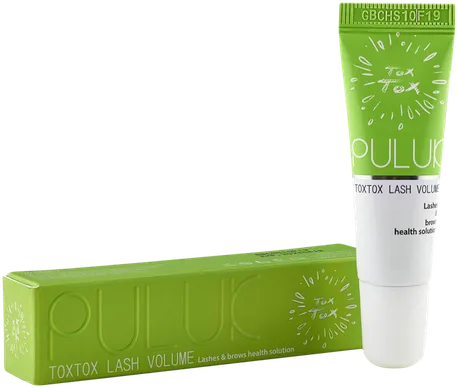 GBCHS10F19
Tox
Tox
PULUK
TOXTOX LASH VOLUME
Lashes
&
brows
health solution
PULUK
Tox
Tox
TOXTOX LASH VOLUME Lashes & brows health solution